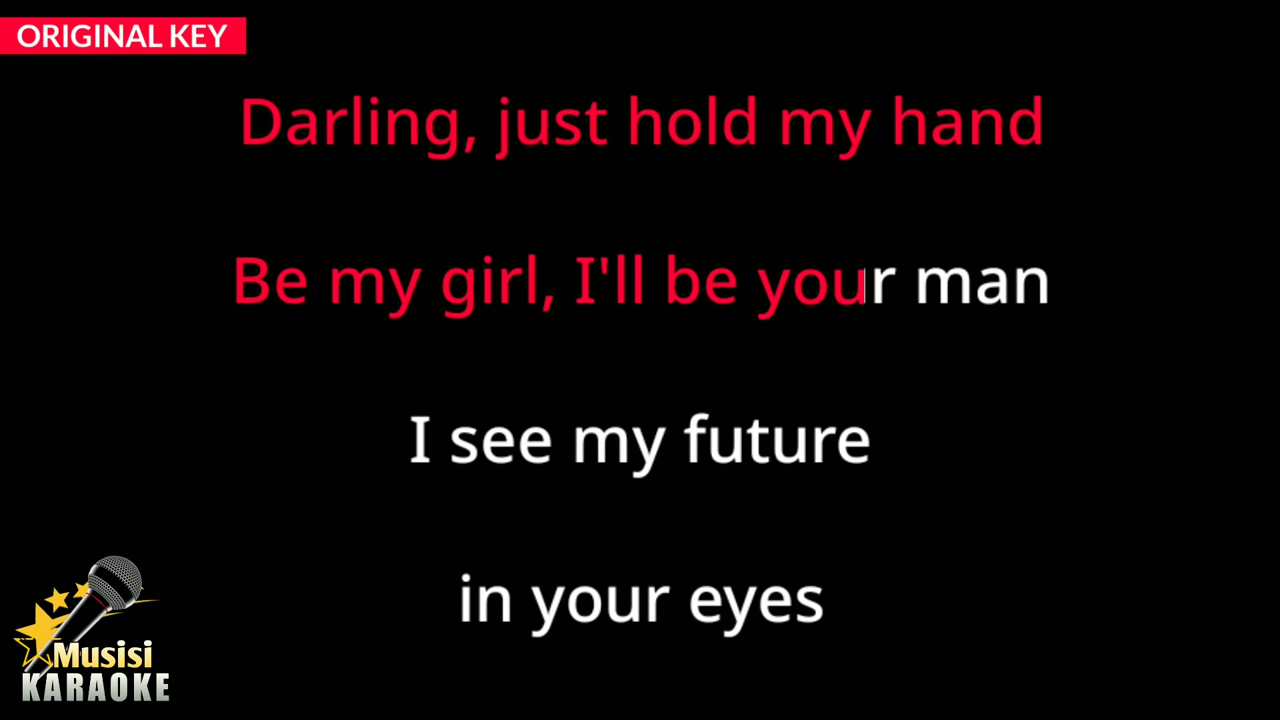 ORIGINAL KEY
Darling, just hold my hand
Be my girl, I'll be your man
I see my future
in your eyes
Musisi
KARAOKE